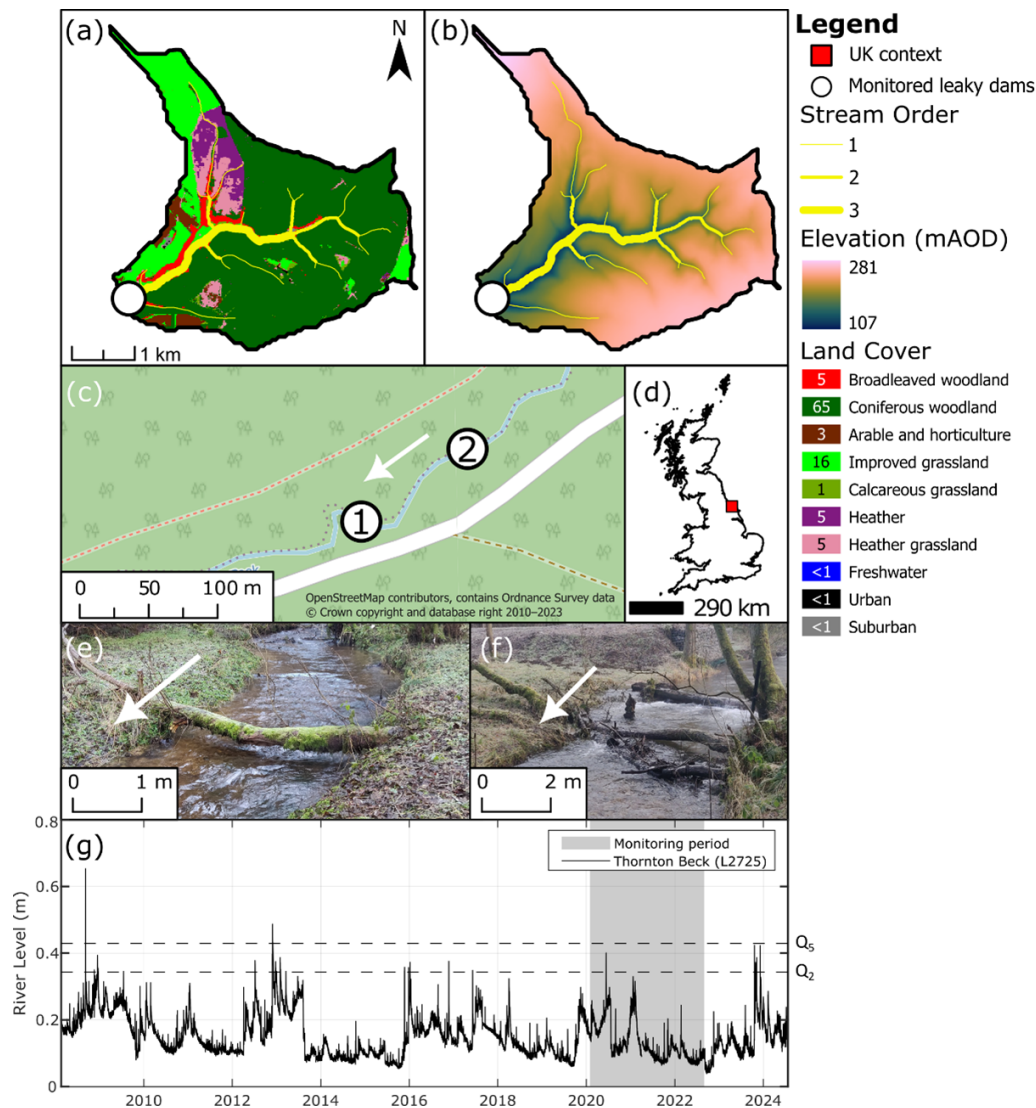 (a)
N
1 km
(b)
Legend
UK context
Monitored leaky dams
Stream Order
1
2
3
Elevation (mAOD)
281
107
Land Cover
5 Broadleaved woodland
65 Coniferous woodland
3 Arable and horticulture
16 Improved grassland
1 Calcareous grassland
5 Heather
5 Heather grassland
<1 Freshwater
<1 Urban
<1 Suburban
(c)
2
1
0 50 100 m
OpenStreetMap contributors, contains Ordnance Survey data
© Crown copyright and database right 2010–2023
(d)
290 km
(e)
0 1 m
(f)
0 2 m
(g)
Monitoring period
Thornton Beck (L2725)
River Level (m)
0.8
0.6
0.4
0.2
0
Q5
Q2
2010 2012 2014 2016 2018 2020 2022 2024